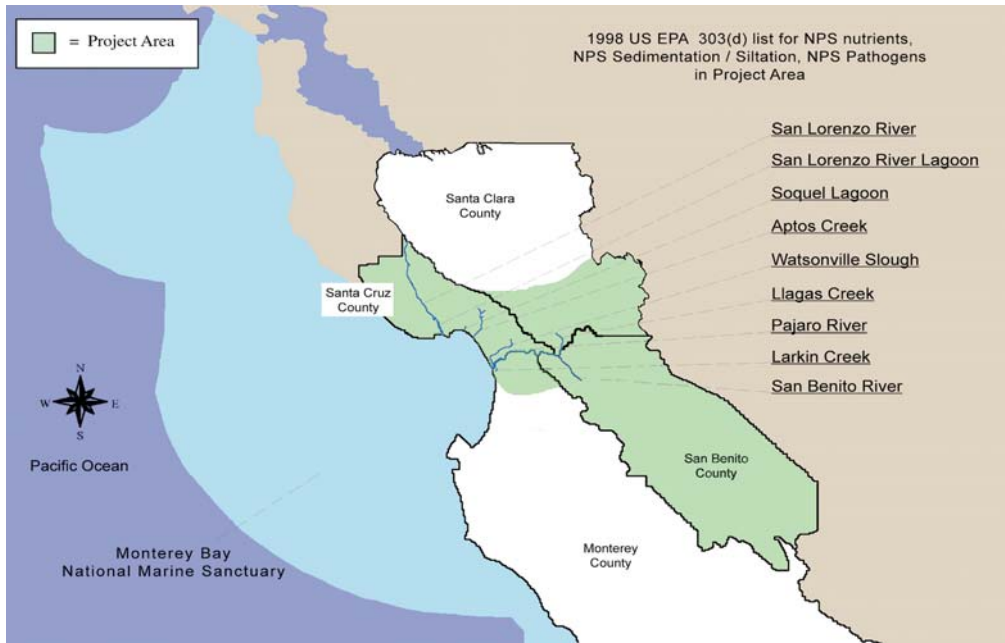 = Project Area
1998 US EPA 303(d) list for NPS nutrients,
NPS Sedimentation / Siltation, NPS Pathogens
in Project Area
San Lorenzo River
San Lorenzo River Lagoon
Soquel Lagoon
Aptos Creek
Watsonville Slough
Llagas Creek
Pajaro River
Larkin Creek
San Benito River
Santa Clara
County
Santa Cruz
County
N
W E
S
Pacific Ocean
San Benito
County
Monterey Bay
National Marine Sanctuary
Monterey
County